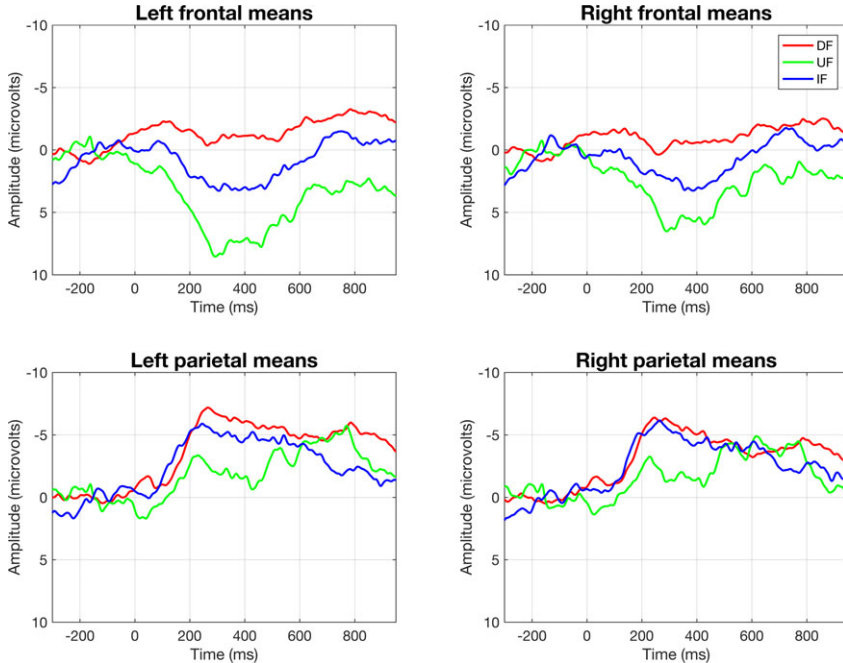 Left frontal means
-10
-5
0
5
10
Amplitude (microvolts)
-200 0 200 400 600 800
Time (ms)
Right frontal means
-10
-5
0
5
10
Amplitude (microvolts)
-200 0 200 400 600 800
Time (ms)
DF
UF
IF
Left parietal means
-10
-5
0
5
10
Amplitude (microvolts)
-200 0 200 400 600 800
Time (ms)
Right parietal means
-10
-5
0
5
10
Amplitude (microvolts)
-200 0 200 400 600 800
Time (ms)